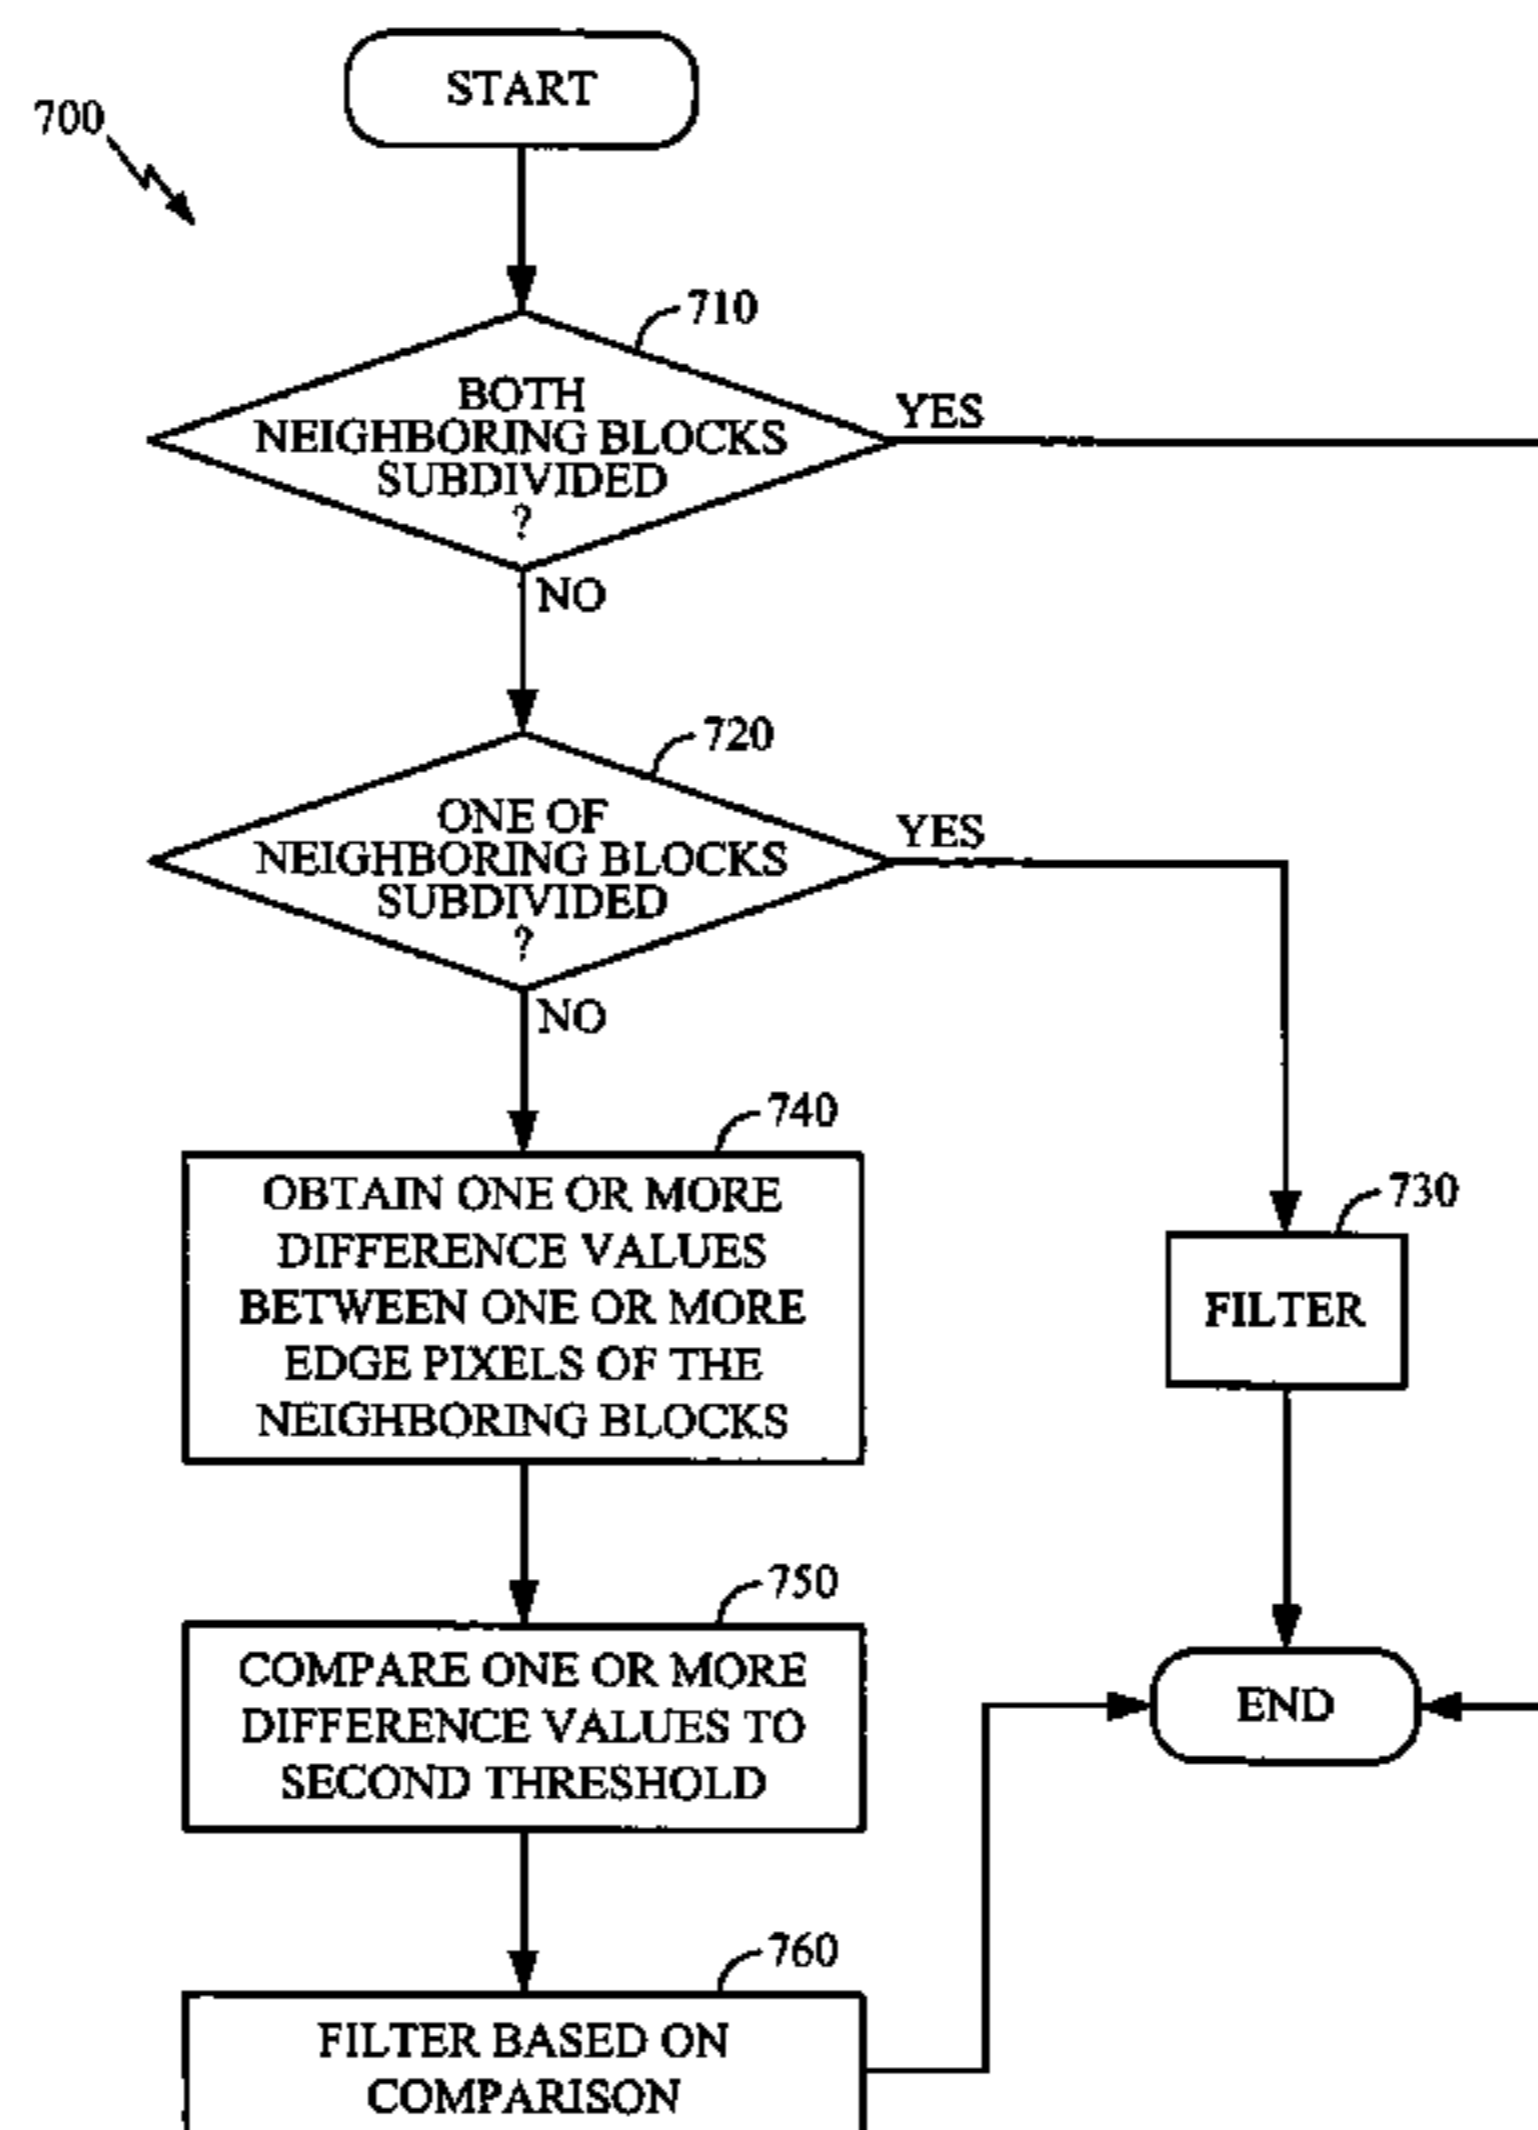 START
700
710
BOTH
NEIGHBORING BLOCKS
SUBDIVIDED
?
YES
NO
720
ONE OF
NEIGHBORING BLOCKS
SUBDIVIDED
?
YES
NO
740
OBTAIN ONE OR MORE
DIFFERENCE VALUES
BETWEEN ONE OR MORE
EDGE PIXELS OF THE
NEIGHBORING BLOCKS
730
FILTER
750
COMPARE ONE OR MORE
DIFFERENCE VALUES TO
SECOND THRESHOLD
END
760
FILTER BASED ON
COMPARISON